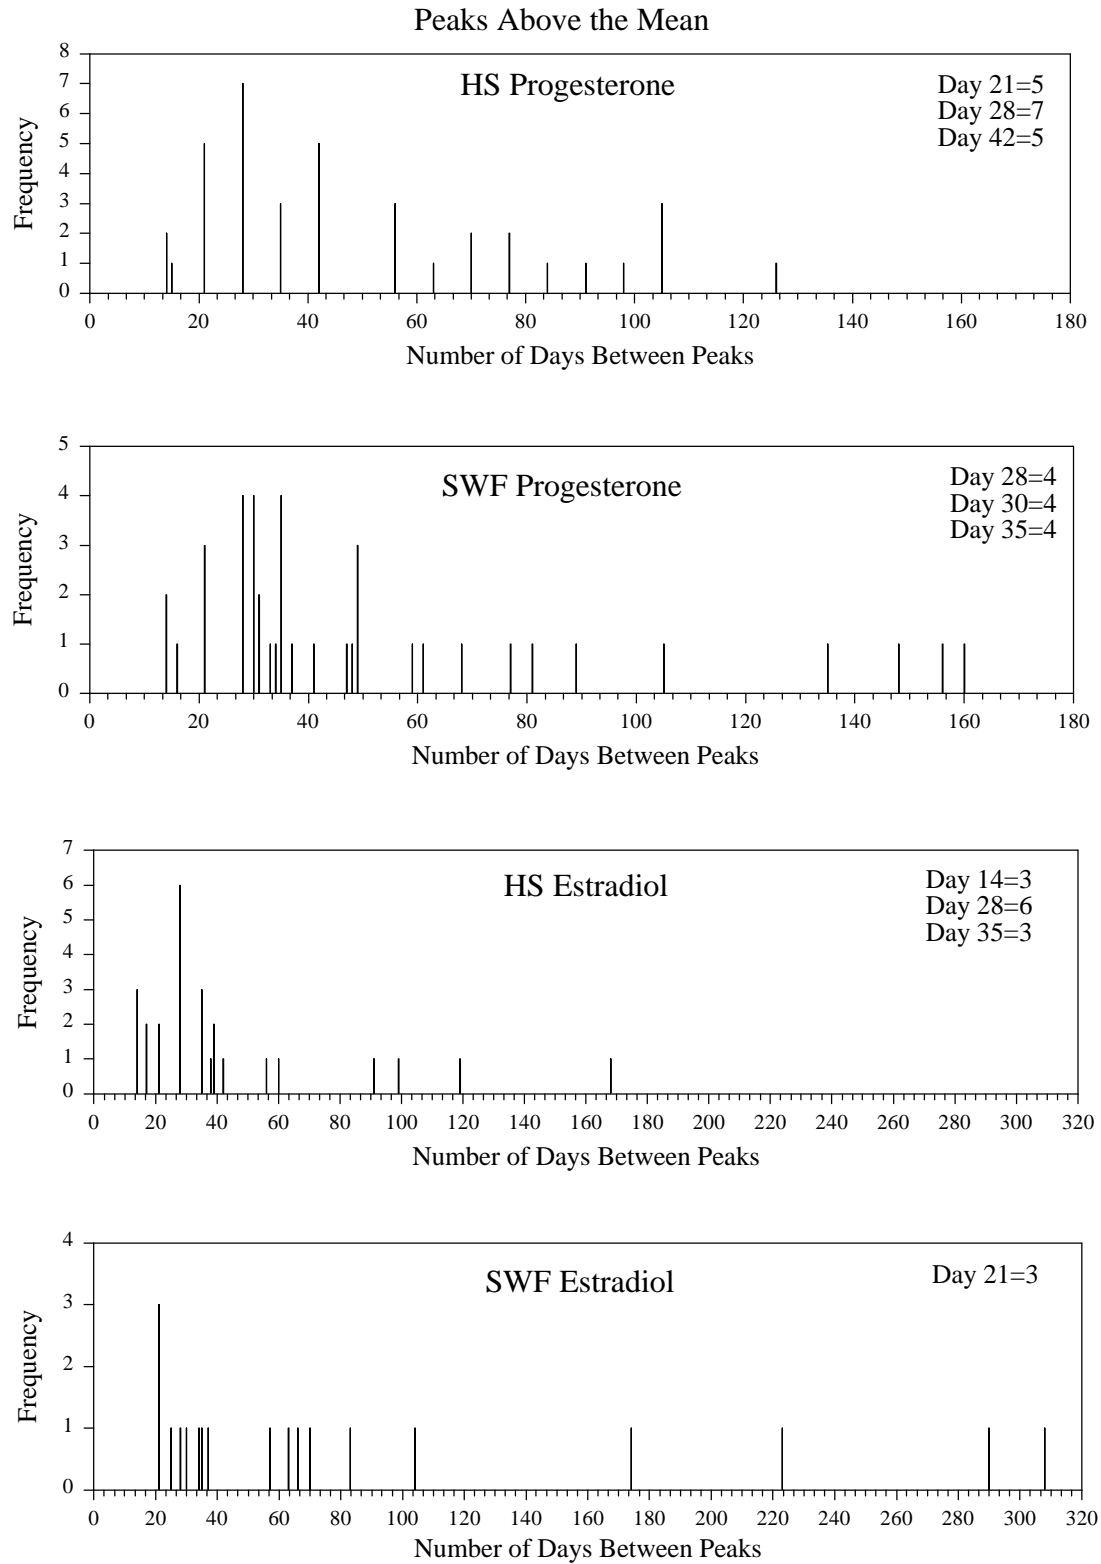 Peaks Above the Mean
HS Progesterone
Day 21=5
Day 28=7
Day 42=5
Frequency
8
7
6
5
4
3
2
1
0
0 20 40 60 80 100 120 140 160 180
Number of Days Between Peaks
SWF Progesterone
Day 28=4
Day 30=4
Day 35=4
Frequency
5
4
3
2
1
0
0 20 40 60 80 100 120 140 160 180
Number of Days Between Peaks
HS Estradiol
Day 14=3
Day 28=6
Day 35=3
Frequency
7
6
5
4
3
2
1
0
0 20 40 60 80 100 120 140 160 180 200 220 240 260 280 300 320
Number of Days Between Peaks
SWF Estradiol
Day 21=3
Frequency
4
3
2
1
0
0 20 40 60 80 100 120 140 160 180 200 220 240 260 280 300 320
Number of Days Between Peaks